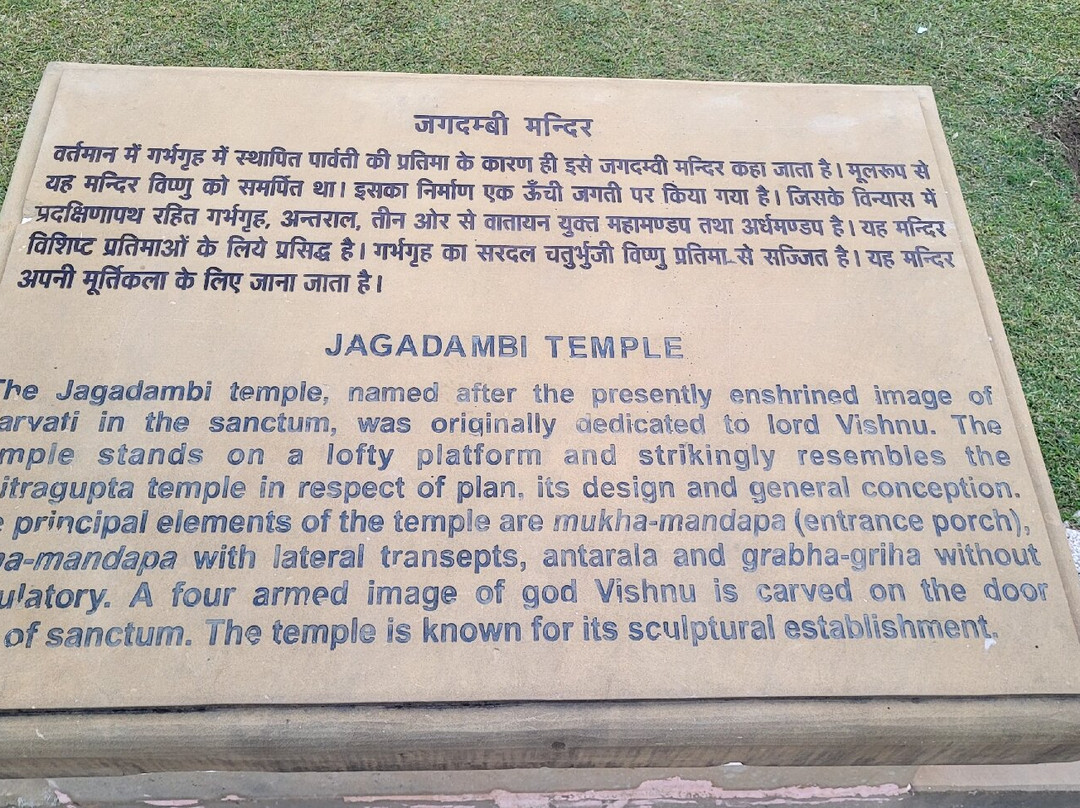 जगदम्बी मन्दिर
वर्तमान में गर्भगृह में स्थापित पार्वती की प्रतिमा के कारण ही इसे जगदम्वी मन्दिर कहा जाता है। मूलरूप से
यह मन्दिर विष्णु को समर्पित था। इसका निर्माण एक ऊँची जगती पर किया गया है। जिसके विन्यास में
प्रदक्षिणापथ रहित गर्भगृह, अन्तराल, तीन ओर से वातायन युक्त महामण्डप तथा अर्धमण्डप है। यह मन्दिर
विशिष्ट प्रतिमाओं के लिये प्रसिद्ध है। गर्भगृह का सरदल चतुर्भुजी विष्णु प्रतिमा से सज्जित है। यह मन्दिर
अपनी मूर्तिकला के लिए जाना जाता है।
JAGADAMBI TEMPLE
The Jagadambi temple, named after the presently enshrined image of
arvati in the sanctum, was originally dedicated to lord Vishnu. The
mple stands on a lofty platform and strikingly resembles the
itragupta temple in respect of plan, its design and general conception.
principal elements of the temple are mukha-mandapa (entrance porch),
ha-mandapa with lateral transepts, antarala and grabha-griha without
ulatory. A four armed image of god Vishnu is carved on the door
of sanctum. The temple is known for its sculptural establishment.